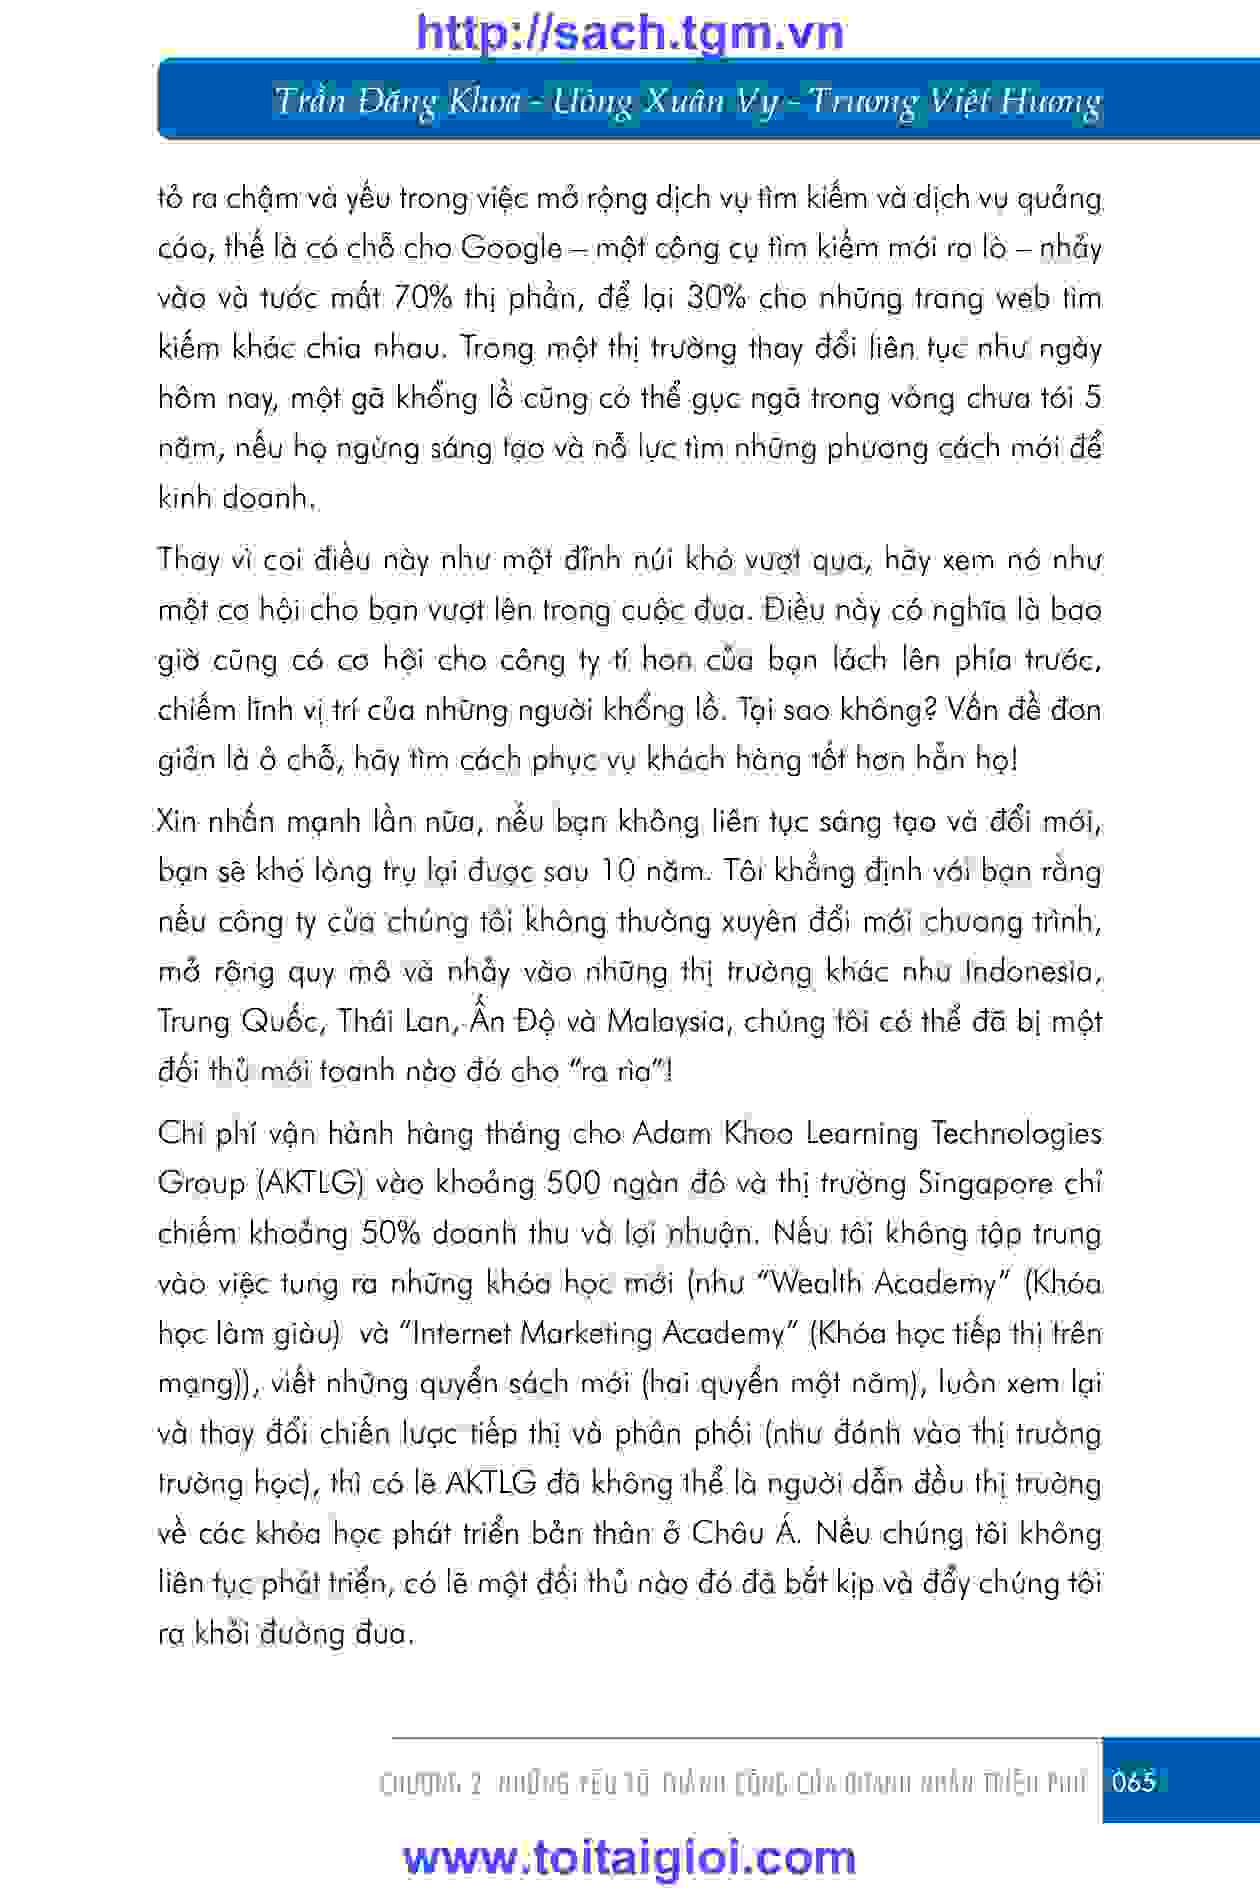 http://sach.tgm.vn
Trần Đăng Khoa - Uông Xuân Vy - Trương Việt Hương
tỏ ra chậm và yếu trong việc mở rộng dịch vụ tìm kiếm và dịch vụ quảng
cáo, thế là có chỗ cho Google – một công cụ tìm kiếm mới ra lò – nhảy
vào và tước mất 70% thị phần, để lại 30% cho những trang web tìm
kiếm khác chia nhau. Trong một thị trường thay đổi liên tục như ngày
hôm nay, một gã khổng lồ cũng có thể gục ngã trong vòng chưa tới 5
năm, nếu họ ngừng sáng tạo và nỗ lực tìm những phương cách mới để
kinh doanh.
Thay vì coi điều này như một đỉnh núi khó vượt qua, hãy xem nó như
một cơ hội cho bạn vượt lên trong cuộc đua. Điều này có nghĩa là bao
giờ cũng có cơ hội cho công ty tí hon của bạn lách lên phía trước,
chiếm lĩnh vị trí của những người khổng lồ. Tại sao không? Vấn đề đơn
giản là ở chỗ, hãy tìm cách phục vụ khách hàng tốt hơn hẳn họ!
Xin nhấn mạnh lần nữa, nếu bạn không liên tục sáng tạo và đổi mới,
bạn sẽ khó lòng trụ lại được sau 10 năm. Tôi khẳng định với bạn rằng
nếu công ty của chúng tôi không thường xuyên đổi mới chương trình,
mở rộng quy mô và nhảy vào những thị trường khác như Indonesia,
Trung Quốc, Thái Lan, Ấn Độ và Malaysia, chúng tôi có thể đã bị một
đối thủ mới toanh nào đó cho “ra rìa”!
Chi phí vận hành hàng tháng cho Adam Khoo Learning Technologies
Group (AKTLG) vào khoảng 500 ngàn đô và thị trường Singapore chỉ
chiếm khoảng 50% doanh thu và lợi nhuận. Nếu tôi không tập trung
vào việc tung ra những khóa học mới (như “Wealth Academy” (Khóa
học làm giàu) và “Internet Marketing Academy” (Khóa học tiếp thị trên
mạng)), viết những quyển sách mới (hai quyển một năm), luôn xem lại
và thay đổi chiến lược tiếp thị và phân phối (như đánh vào thị trường
trường học), thì có lẽ AKTLG đã không thể là người dẫn đầu thị trường
về các khóa học phát triển bản thân ở Châu Á. Nếu chúng tôi không
liên tục phát triển, có lẽ một đối thủ nào đó đã bắt kịp và đẩy chúng tôi
ra khỏi đường đua.
CHƯƠNG 2 NHỮNG YẾU TỐ THÀNH CÔNG CỦA DOANH NHÂN TRIỆU PHÚ 065
www.toitaigioi.com